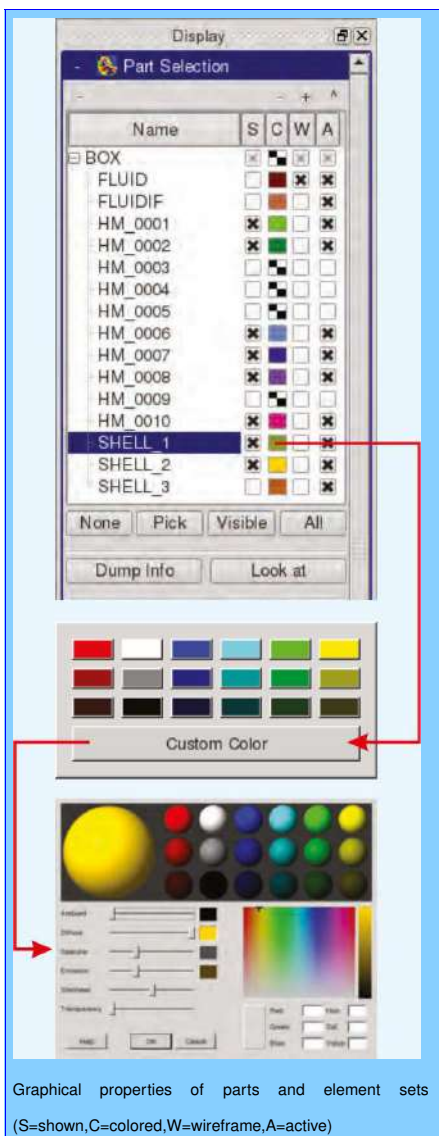 Display
- Part Selection
- - + ^
Name S C W A
BOX
FLUID
FLUIDIF
HM_0001
HM_0002
HM_0003
HM_0004
HM_0005
HM_0006
HM_0007
HM_0008
HM_0009
HM_0010
SHELL_1
SHELL_2
SHELL_3
None Pick Visible All
Dump Info Look at
Custom Color
Ambient
Diffuse
Specular
Emission
Shininess
Transparency
Red Hue
Green Sat
Blue Value
Help OK Cancel
Graphical properties of parts and element sets
(S=shown,C=colored,W=wireframe,A=active)